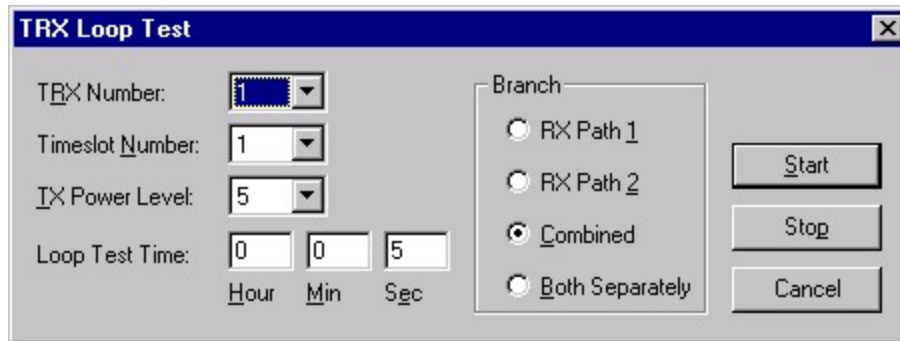 TRX Loop Test
TRX Number: 1
Timeslot Number: 1
TX Power Level: 5
Loop Test Time: 0 0 5
Hour Min Sec
Branch
RX Path 1
RX Path 2
Combined
Both Separately
Start
Stop
Cancel